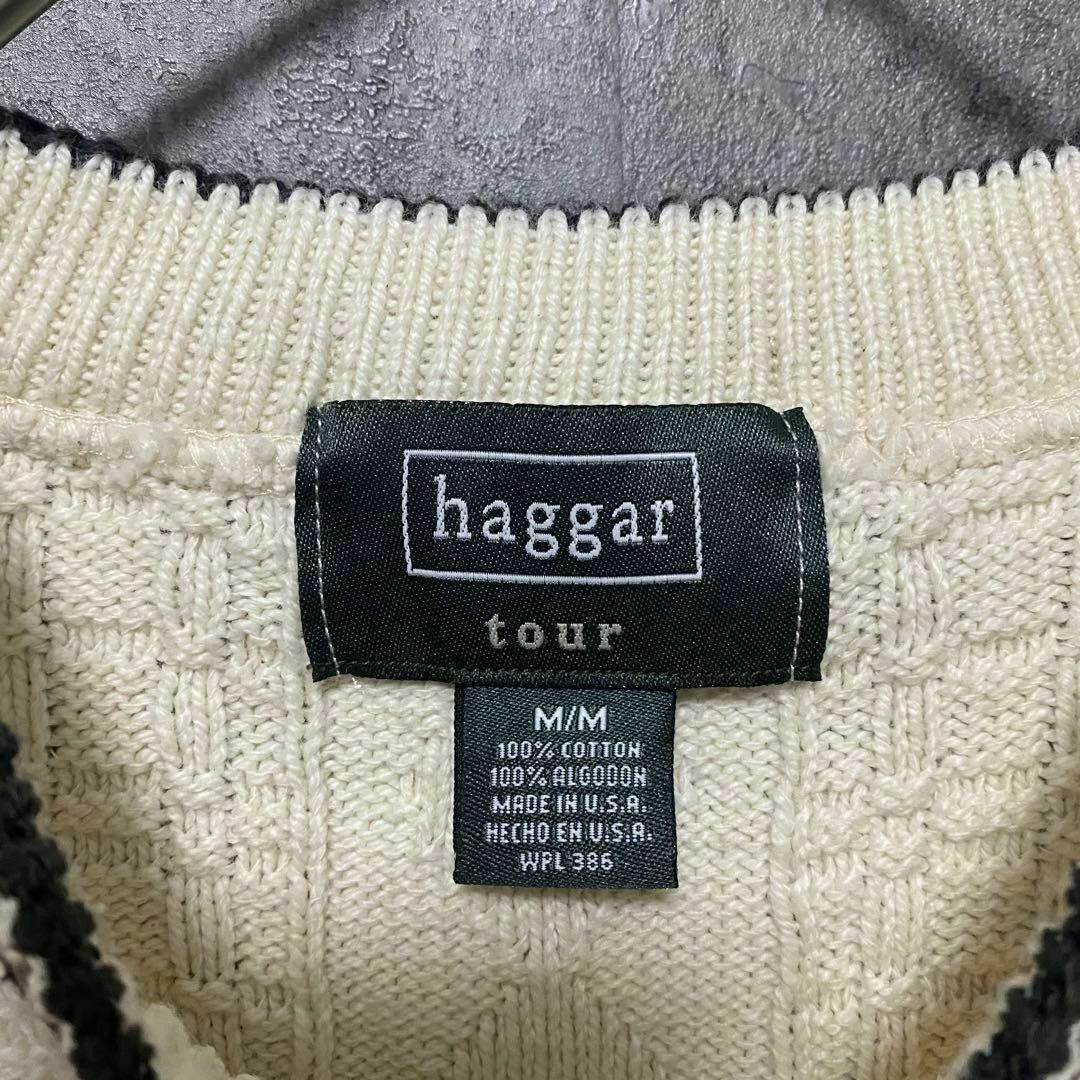 haggar
tour
M/M
100% COTTON
100% ALGODON
MADE IN U.S.A.
HECHO EN U.S.A.
WPL 386